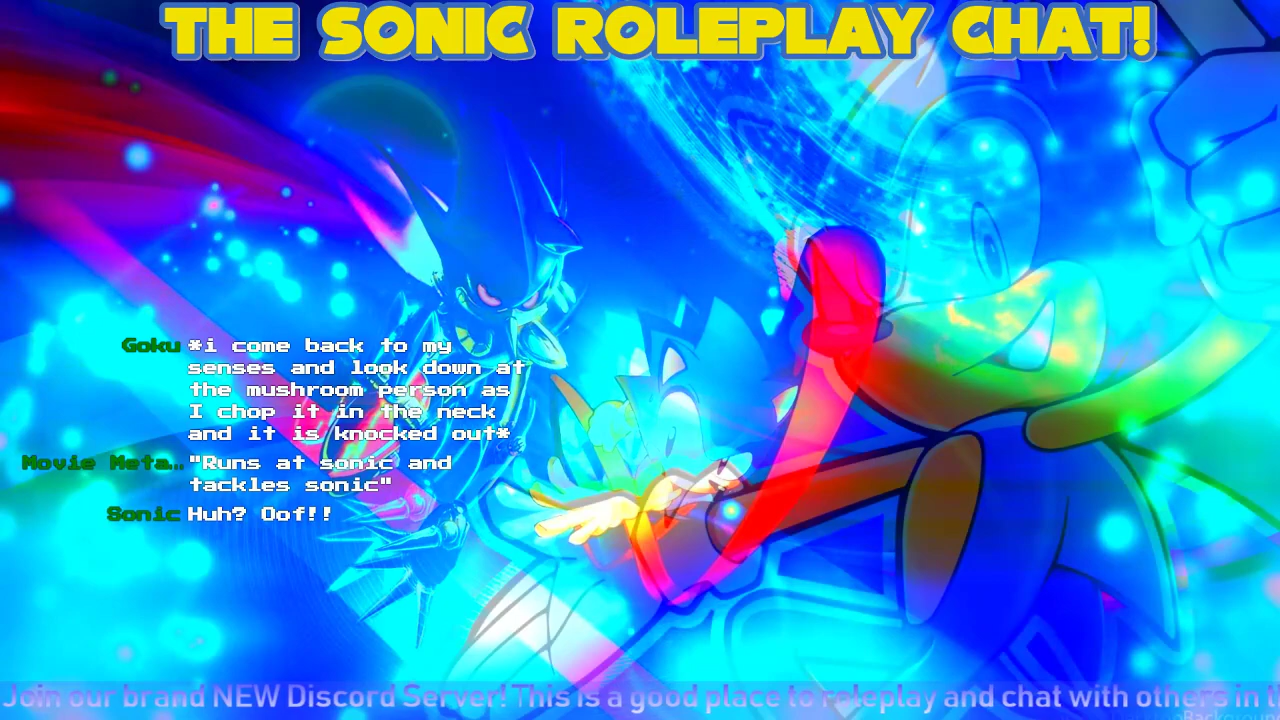 THE SONIC ROLEPLAY CHAT!
Goku *i come back to my
senses and look down at
the mushroom person as
I chop it in the neck
and it is knocked out*
Movie Meta… "Runs at sonic and
tackles sonic"
Sonic Huh? Oof!!
Join our brand NEW Discord Server! This is a good place to roleplay and chat with others in t